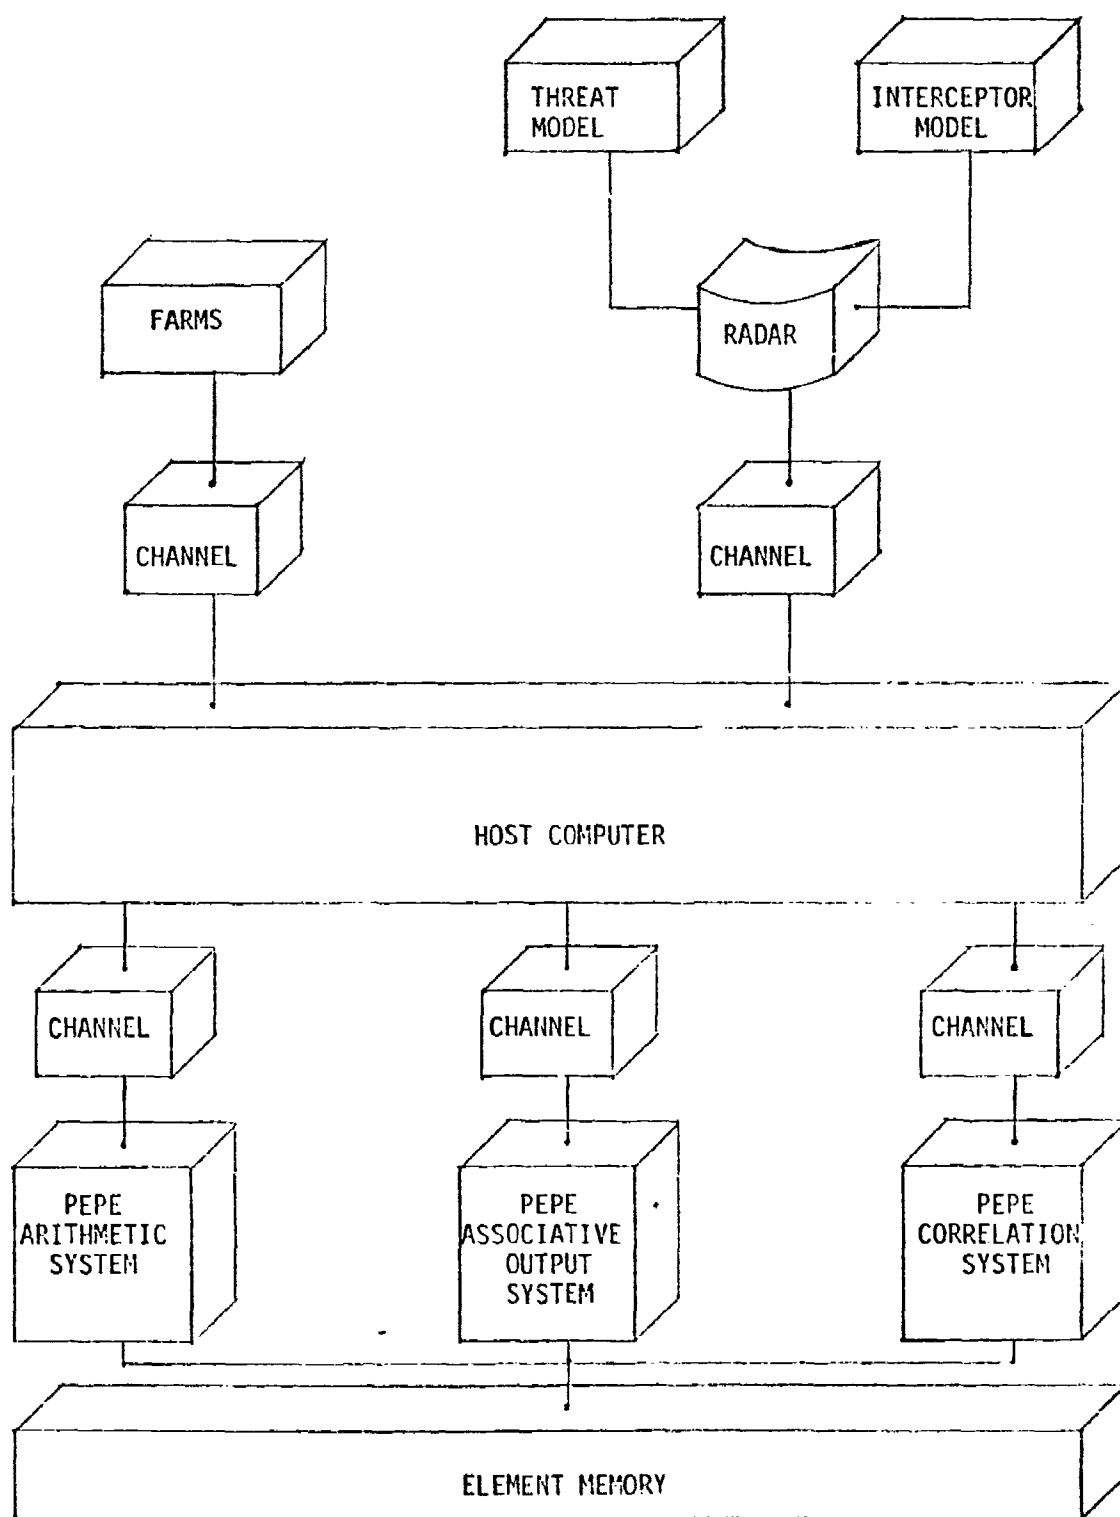 THREAT
MODEL
INTERCEPTOR
MODEL
FARMS
RADAR
CHANNEL
CHANNEL
HOST COMPUTER
CHANNEL
CHANNEL
CHANNEL
PEPE
ARITHMETIC
SYSTEM
PEPE
ASSOCIATIVE
OUTPUT
SYSTEM
PEPE
CORRELATION
SYSTEM
ELEMENT MEMORY